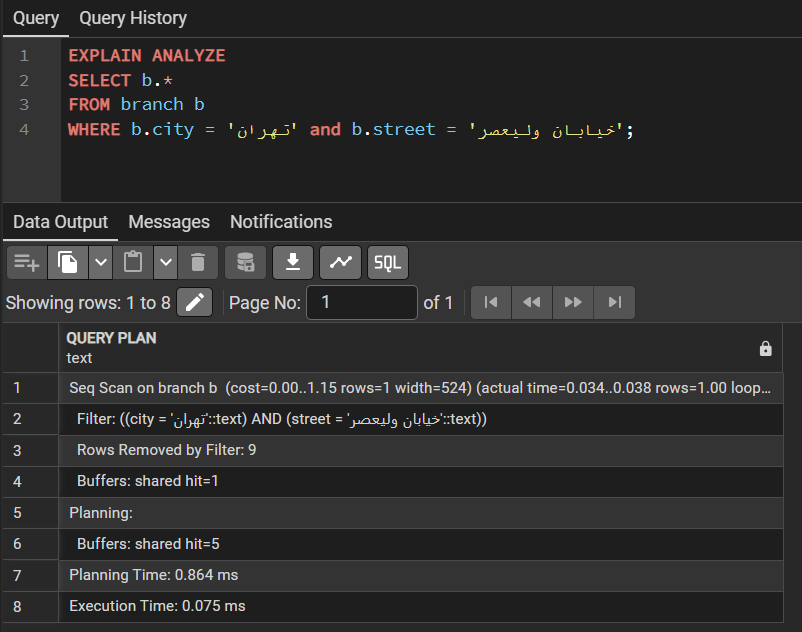 Query Query History
1 EXPLAIN ANALYZE
2 SELECT b.*
3 FROM branch b
4 WHERE b.city = 'تهران' and b.street = 'خیابان ولیعصر';
Data Output Messages Notifications
SQL
Showing rows: 1 to 8 Page No: 1 of 1
QUERY PLAN
text
1 Seq Scan on branch b (cost=0.00..1.15 rows=1 width=524) (actual time=0.034..0.038 rows=1.00 loop...
2 Filter: ((city = 'تهران'::text) AND (street = 'خیابان ولیعصر'::text))
3 Rows Removed by Filter: 9
4 Buffers: shared hit=1
5 Planning:
6 Buffers: shared hit=5
7 Planning Time: 0.864 ms
8 Execution Time: 0.075 ms